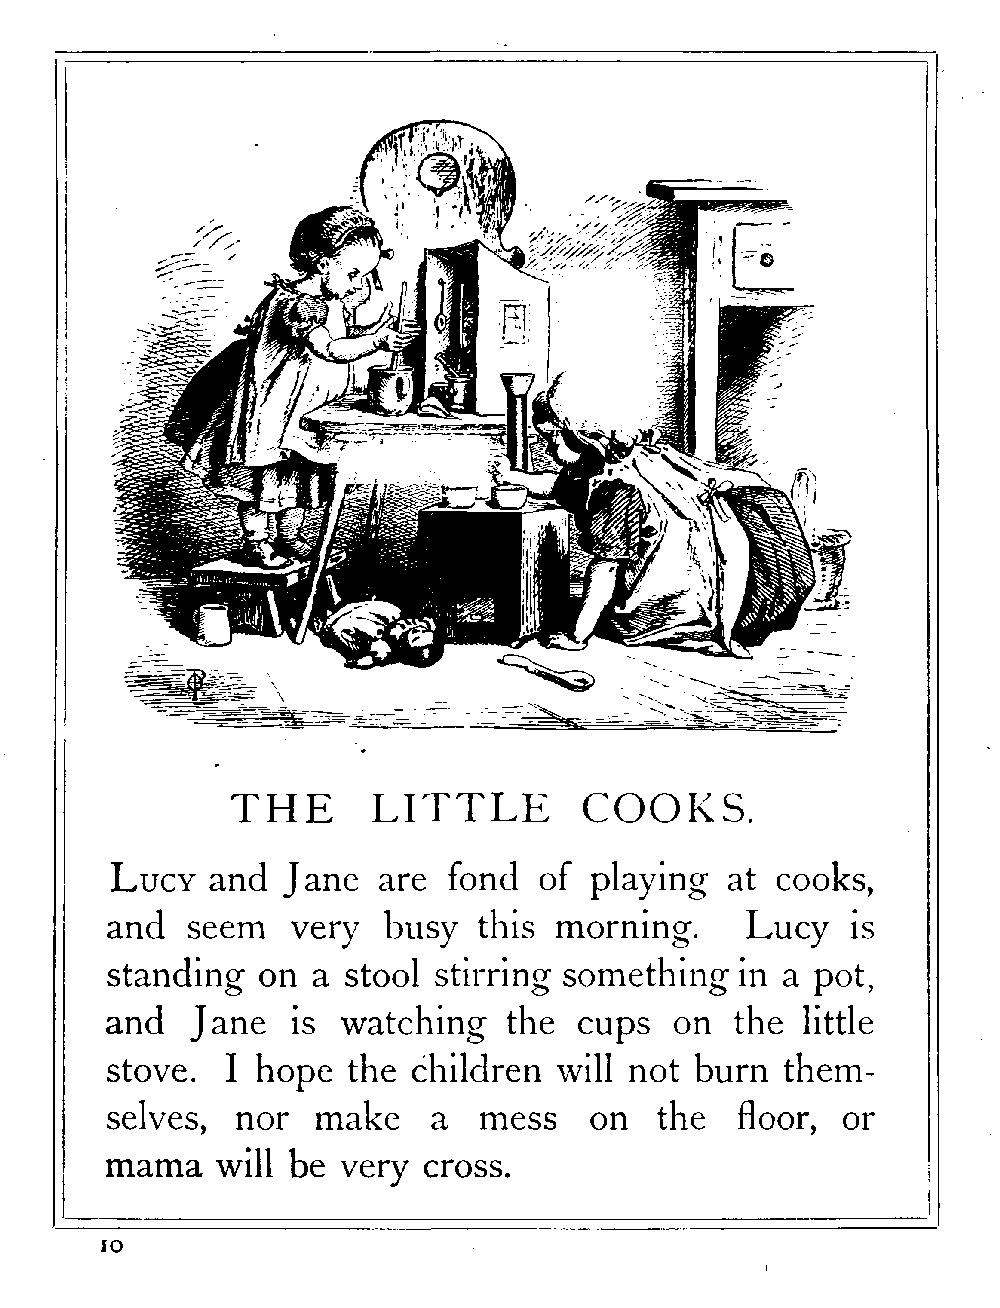 THE LITTLE COOKS.
LUCY and Jane are fond of playing at cooks,
and seem very busy this morning. Lucy is
standing on a stool stirring something in a pot,
and Jane is watching the cups on the little
stove. I hope the children will not burn them-
selves, nor make a mess on the floor, or
mama will be very cross.
10